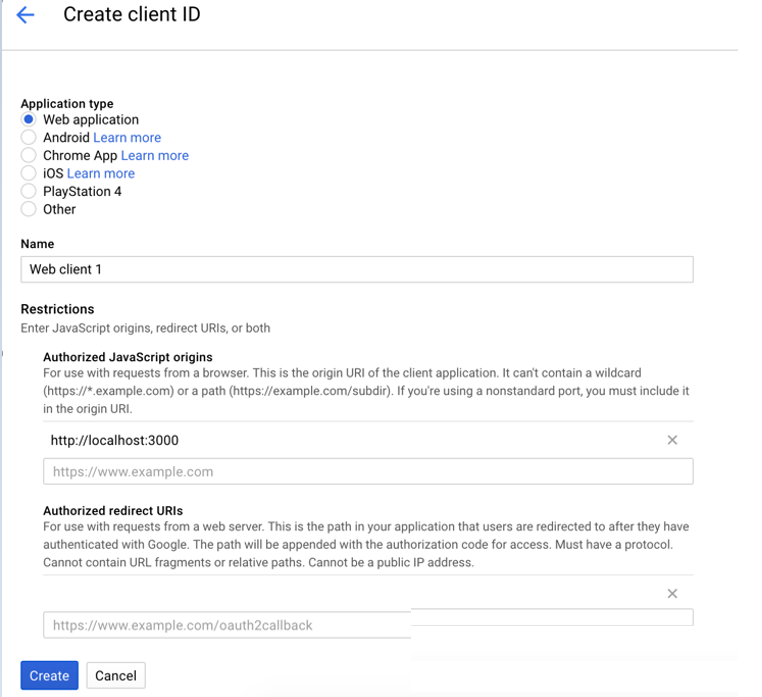 Create client ID
Application type
Web application
Android Learn more
Chrome App Learn more
iOS Learn more
PlayStation 4
Other
Name
Web client 1
Restrictions
Enter JavaScript origins, redirect URIs, or both
Authorized JavaScript origins
For use with requests from a browser. This is the origin URI of the client application. It can't contain a wildcard
(https://*.example.com) or a path (https://example.com/subdir). If you're using a nonstandard port, you must include it
in the origin URI.
http://localhost:3000
https://www.example.com
Authorized redirect URIs
For use with requests from a web server. This is the path in your application that users are redirected to after they have
authenticated with Google. The path will be appended with the authorization code for access. Must have a protocol.
Cannot contain URL fragments or relative paths. Cannot be a public IP address.
https://www.example.com/oauth2callback
Create Cancel